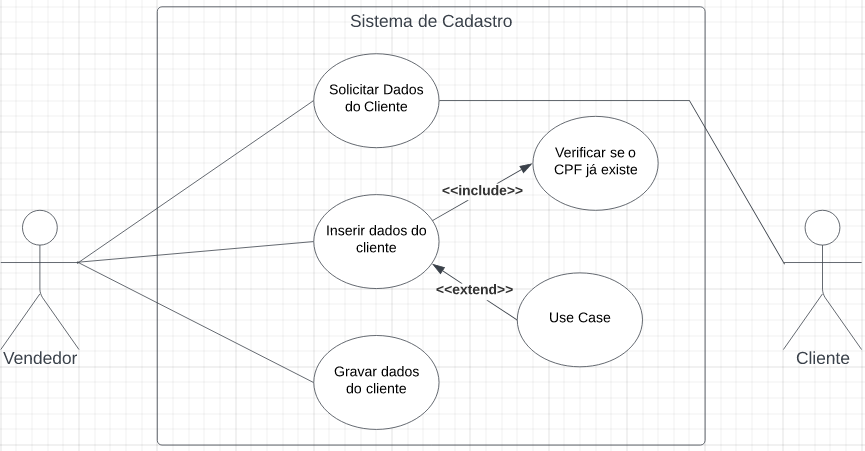 Sistema de Cadastro
Solicitar Dados
do Cliente
Verificar se o
CPF já existe
<<include>>
Inserir dados do
cliente
<<extend>>
Use Case
Vendedor
Cliente
Gravar dados
do cliente